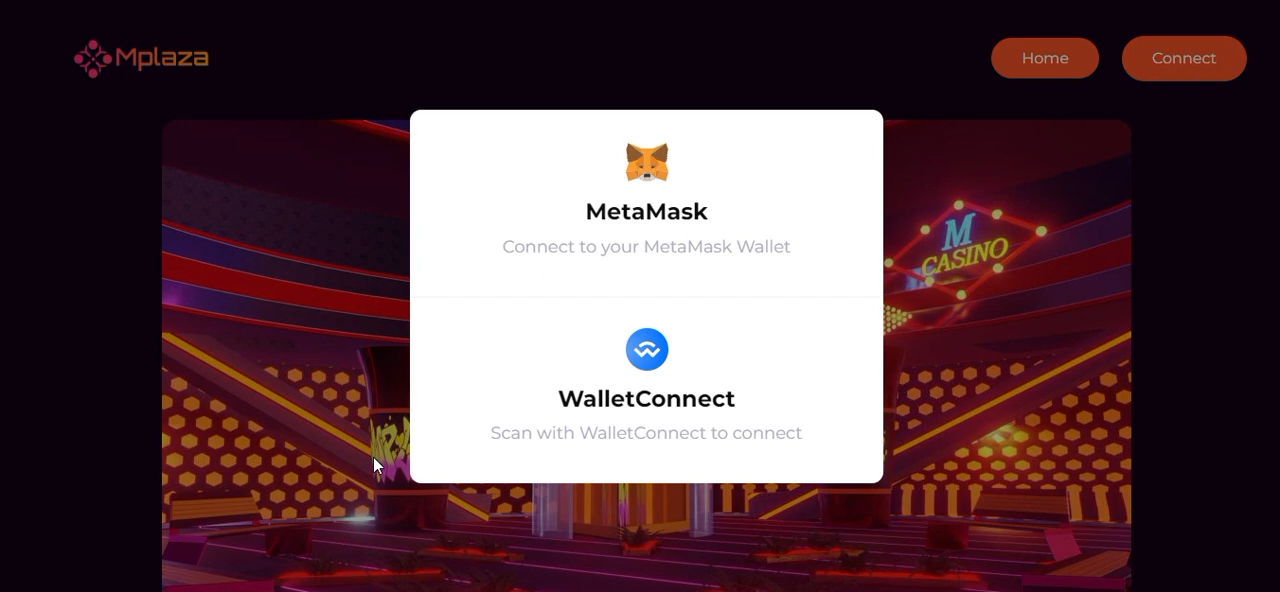 Mplaza
Home
Connect
MetaMask
Connect to your MetaMask Wallet
M
CASINO
WalletConnect
Scan with WalletConnect to connect